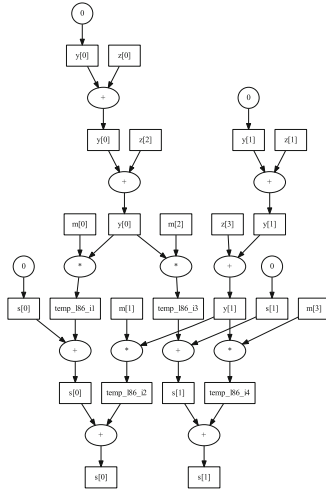 0
y[0] z[0]
+ 0
y[0] z[2] y[1] z[1]
+ +
m[0] y[0] m[2] z[3] y[1]
0 * * + 0
s[0] temp_l86_i1 m[1] temp_l86_i3 y[1] s[1] m[3]
+ * + *
s[0] temp_l86_i2 s[1] temp_l86_i4
+ +
s[0] s[1]